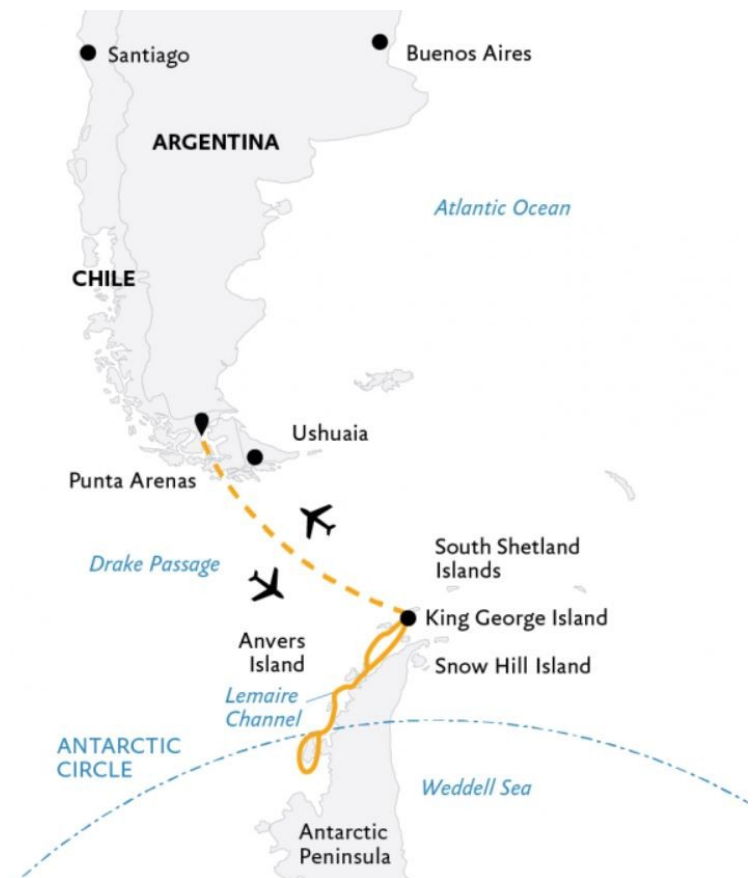 Santiago
Buenos Aires
ARGENTINA
Atlantic Ocean
CHILE
Ushuaia
Punta Arenas
Drake Passage
South Shetland
Islands
King George Island
Anvers
Island
Snow Hill Island
Lemaire
Channel
ANTARCTIC
CIRCLE
Weddell Sea
Antarctic
Peninsula